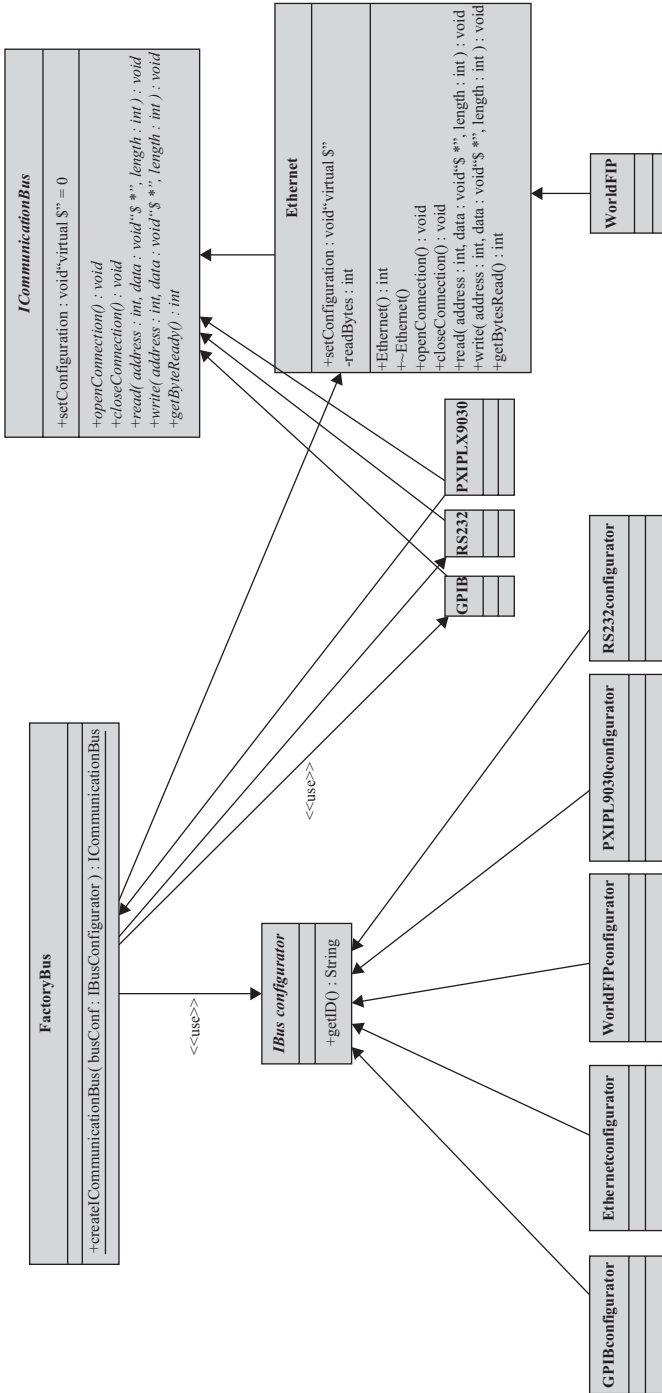 ICommunicationBus
+setConfiguration : void“virtual $” = 0
+openConnection() : void
+closeConnection() : void
+read( address : int, data : void“$ *”, length : int ) : void
+write( address : int, data : void“$ *”, length : int ) : void
+getByteReady() : int
FactoryBus
+createICommunicationBus( busConf : IBusConfigurator ) : ICommunicationBus
<<use>>
<<use>>
Ethernet
+setConfiguration : void“virtual $”
-readBytes : int
+Ethernet() : int
+~Ethernet()
+openConnection() : void
+closeConnection() : void
+read( address : int, data : void“$ *”, length : int ) : void
+write( address : int, data : void“$ *”, length : int ) : void
+getBytesRead() : int
IBus configurator
+getID() : String
GPIB
RS232
PXIPLX9030
WorldFIP
GPIBconfigurator
Ethernetconfigurator
WorldFIPconfigurator
PXIPL9030configurator
RS232configurator